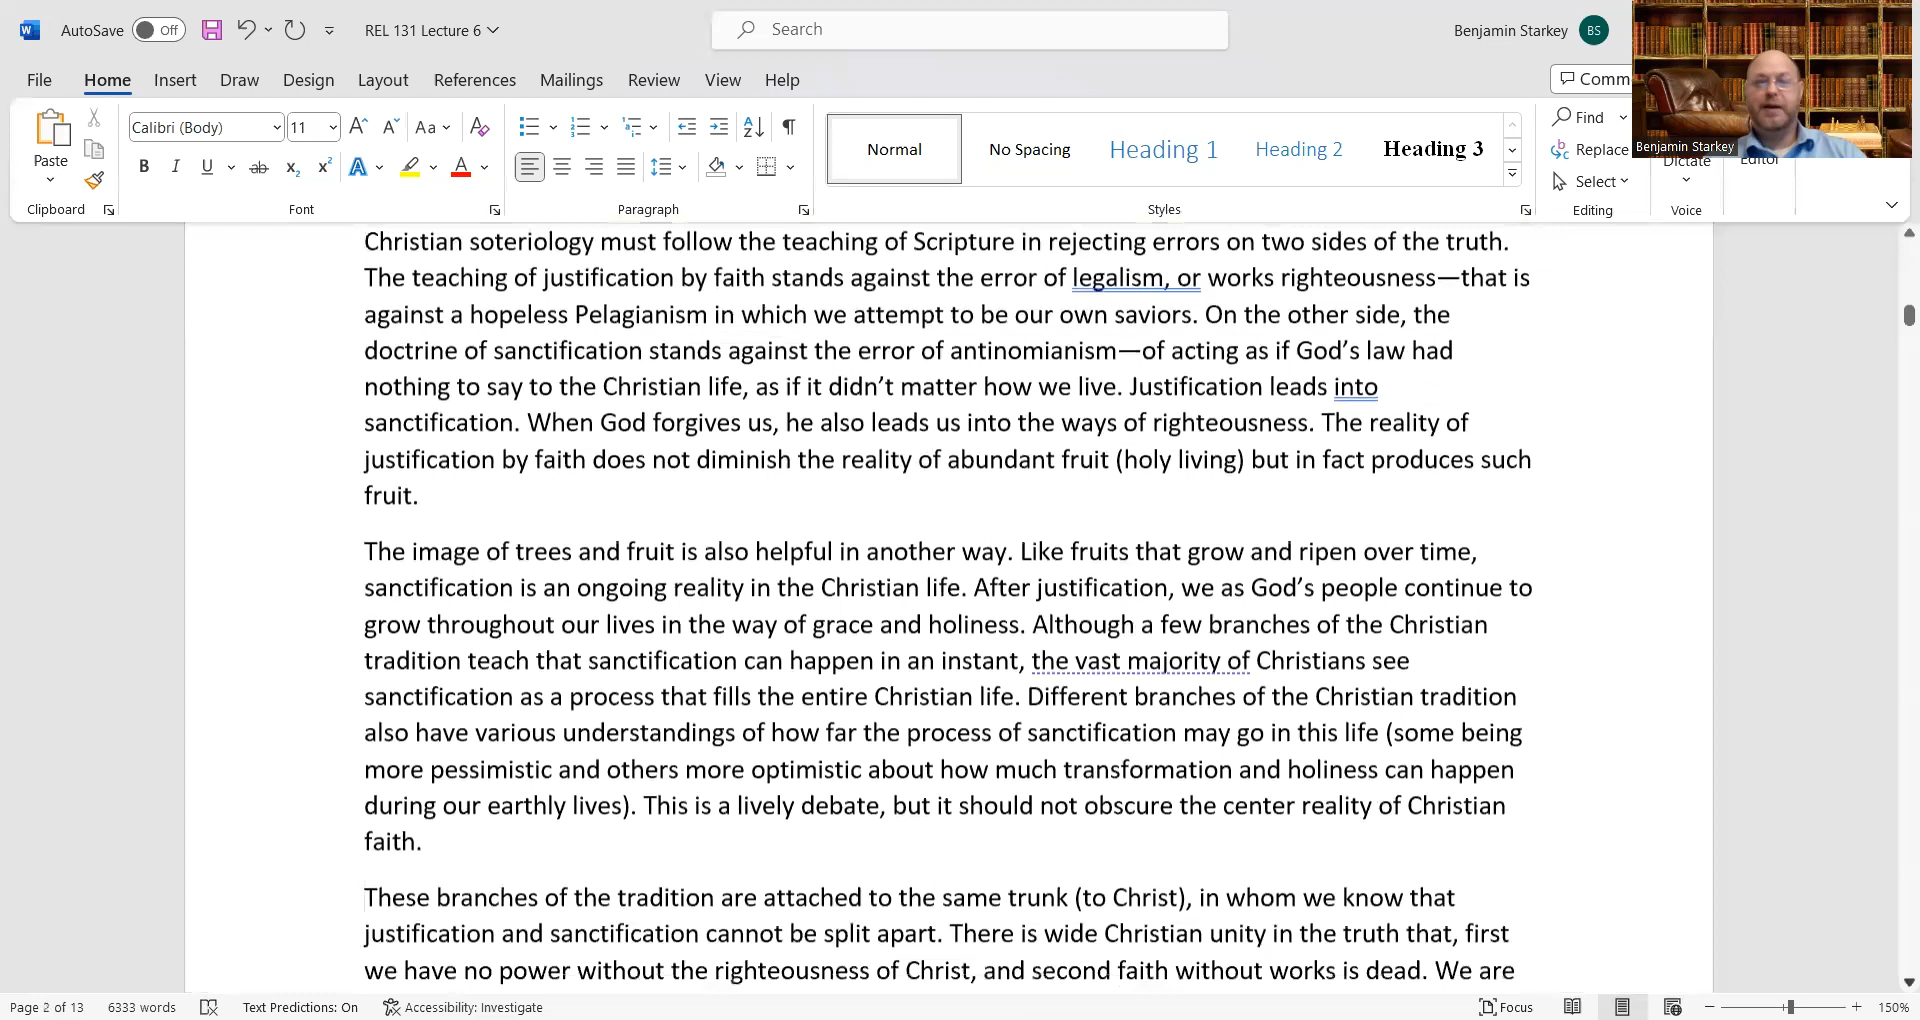 AutoSave Off REL 131 Lecture 6 Search Benjamin Starkey BS
File Home Insert Draw Design Layout References Mailings Review View Help Comm
Calibri (Body) 11 Aa Normal No Spacing Heading 1 Heading 2 Heading 3 Find
Paste B I U ab x₂ x² A A Replace Benjamin Starkey
Dictate Editor
Select
Clipboard Font Paragraph Styles Editing Voice
Christian soteriology must follow the teaching of Scripture in rejecting errors on two sides of the truth.
The teaching of justification by faith stands against the error of legalism, or works righteousness—that is
against a hopeless Pelagianism in which we attempt to be our own saviors. On the other side, the
doctrine of sanctification stands against the error of antinomianism—of acting as if God’s law had
nothing to say to the Christian life, as if it didn’t matter how we live. Justification leads into
sanctification. When God forgives us, he also leads us into the ways of righteousness. The reality of
justification by faith does not diminish the reality of abundant fruit (holy living) but in fact produces such
fruit.
The image of trees and fruit is also helpful in another way. Like fruits that grow and ripen over time,
sanctification is an ongoing reality in the Christian life. After justification, we as God’s people continue to
grow throughout our lives in the way of grace and holiness. Although a few branches of the Christian
tradition teach that sanctification can happen in an instant, the vast majority of Christians see
sanctification as a process that fills the entire Christian life. Different branches of the Christian tradition
also have various understandings of how far the process of sanctification may go in this life (some being
more pessimistic and others more optimistic about how much transformation and holiness can happen
during our earthly lives). This is a lively debate, but it should not obscure the center reality of Christian
faith.
These branches of the tradition are attached to the same trunk (to Christ), in whom we know that
justification and sanctification cannot be split apart. There is wide Christian unity in the truth that, first
we have no power without the righteousness of Christ, and second faith without works is dead. We are
Page 2 of 13 6333 words Text Predictions: On Accessibility: Investigate Focus 150%